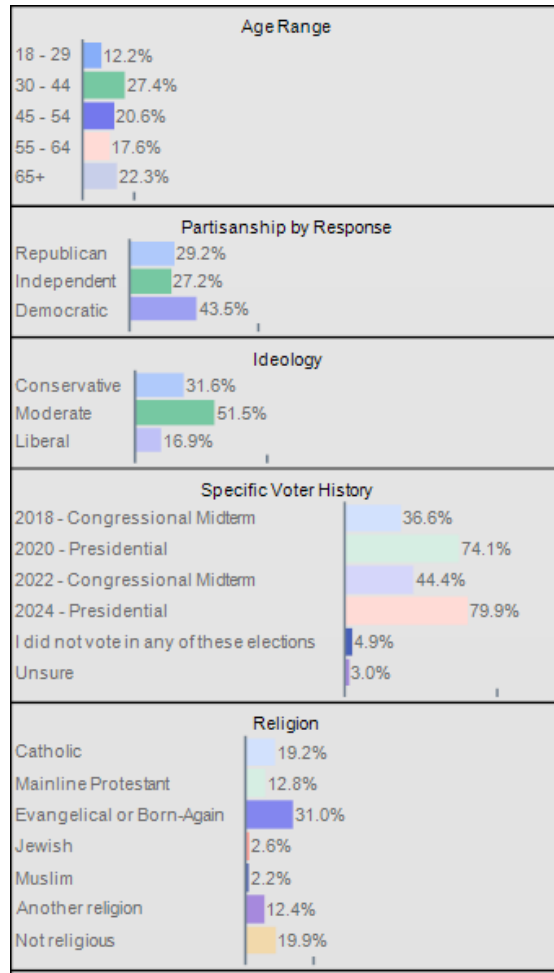 Age Range
18 - 29 12.2%
30 - 44 27.4%
45 - 54 20.6%
55 - 64 17.6%
65+ 22.3%
Partisanship by Response
Republican 29.2%
Independent 27.2%
Democratic 43.5%
Ideology
Conservative 31.6%
Moderate 51.5%
Liberal 16.9%
Specific Voter History
2018 - Congressional Midterm 36.6%
2020 - Presidential 74.1%
2022 - Congressional Midterm 44.4%
2024 - Presidential 79.9%
I did not vote in any of these elections 4.9%
Unsure 3.0%
Religion
Catholic 19.2%
Mainline Protestant 12.8%
Evangelical or Born-Again 31.0%
Jewish 2.6%
Muslim 2.2%
Another religion 12.4%
Not religious 19.9%